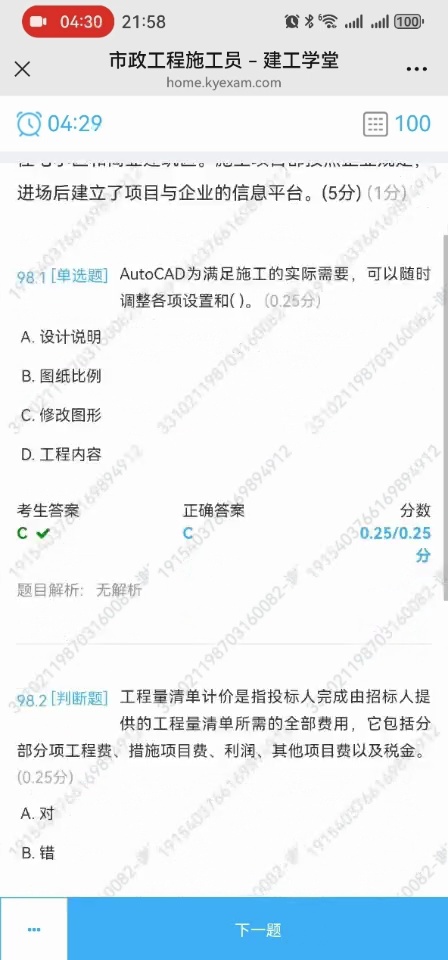 04:30 21:58 6 100
市政工程施工员 – 建工学堂
home.kyexam.com
04:29 100
进场后建立了项目与企业的信息平台。(5分) (1分)
98.1 [单选题] AutoCAD为满足施工的实际需要，可以随时
调整各项设置和( )。 (0.25分)
A. 设计说明
B. 图纸比例
C. 修改图形
D. 工程内容
考生答案 正确答案 分数
C C 0.25/0.25
分
题目解析： 无解析
98.2 [判断题] 工程量清单计价是指投标人完成由招标人提
供的工程量清单所需的全部费用，它包括分
部分项工程费、措施项目费、利润、其他项目费以及税金。
(0.25分)
A. 对
B. 错
下一题